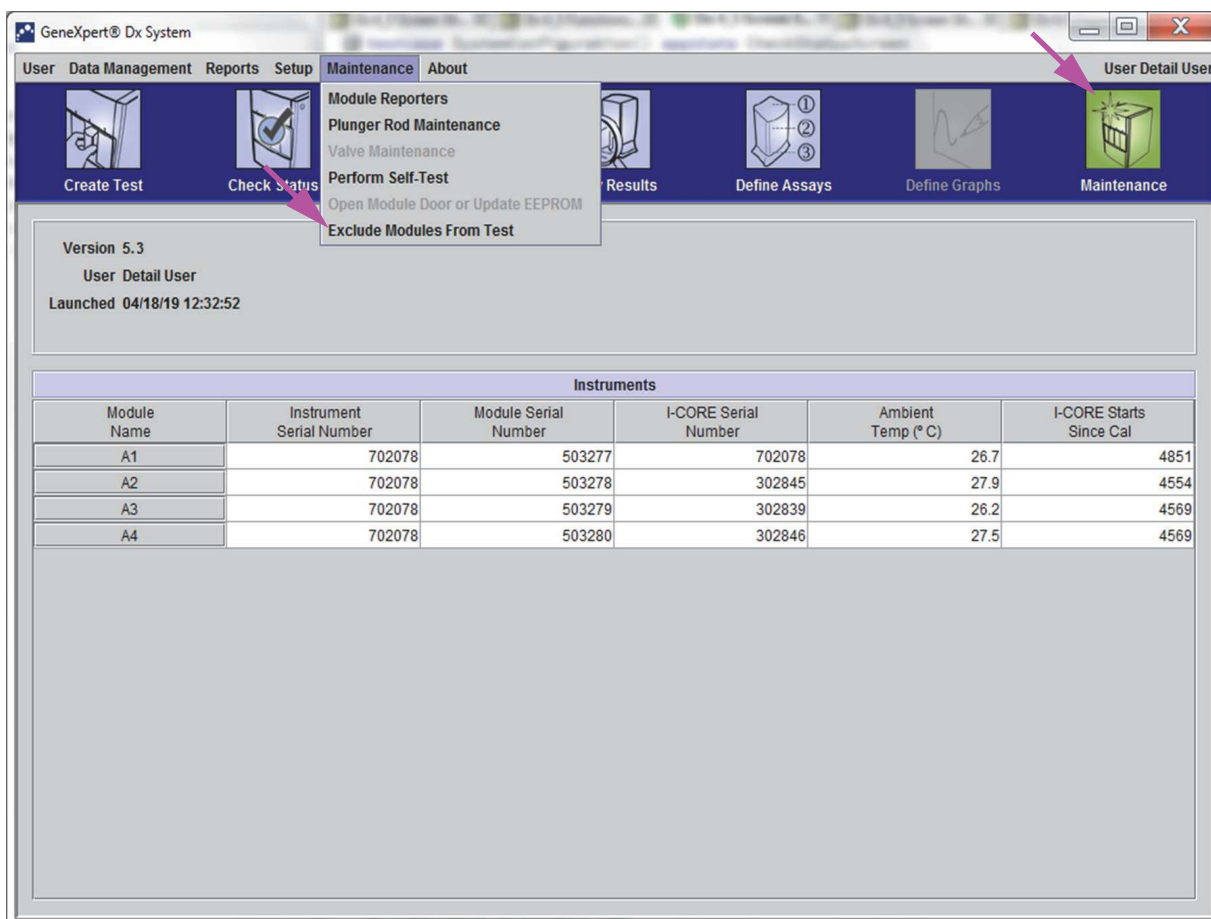 GeneXpert® Dx System
User Data Management Reports Setup Maintenance About User Detail User
Module Reporters
Plunger Rod Maintenance
Valve Maintenance
Perform Self-Test
Open Module Door or Update EEPROM
Exclude Modules From Test
Create Test Check Status Results Define Assays Define Graphs Maintenance
① ② ③
Version 5.3
User Detail User
Launched 04/18/19 12:32:52
Instruments
Module Name Instrument Serial Number Module Serial Number I-CORE Serial Number Ambient Temp (° C) I-CORE Starts Since Cal
A1 702078 503277 702078 26.7 4851
A2 702078 503278 302845 27.9 4554
A3 702078 503279 302839 26.2 4569
A4 702078 503280 302846 27.5 4569